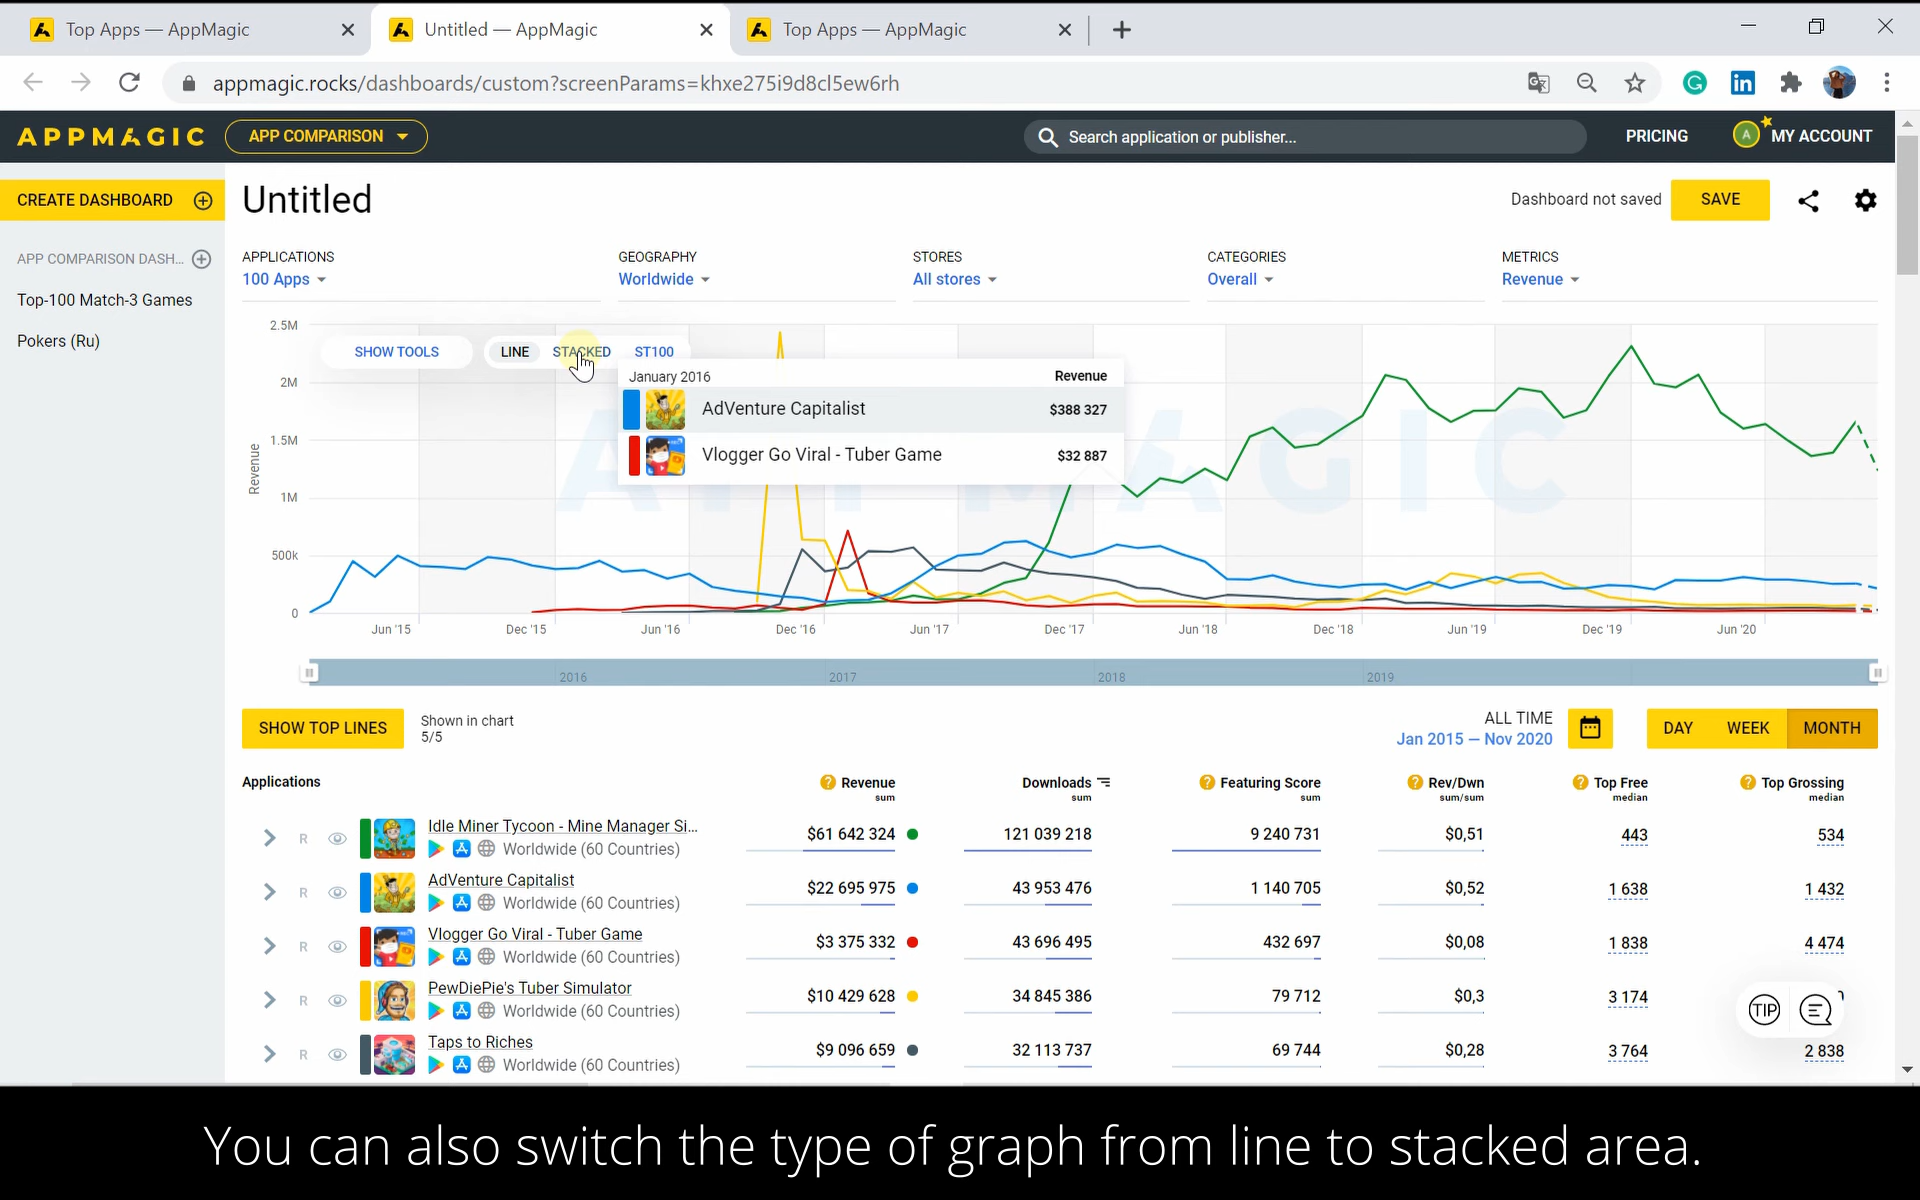 Top Apps — AppMagic
Untitled — AppMagic
Top Apps — AppMagic
appmagic.rocks/dashboards/custom?screenParams=khxe275i9d8cl5ew6rh
APPMAGIC
APP COMPARISON
Search application or publisher...
PRICING
A
MY ACCOUNT
CREATE DASHBOARD
APP COMPARISON DASH...
Top-100 Match-3 Games
Pokers (Ru)
Untitled
Dashboard not saved
SAVE
APPLICATIONS
100 Apps
GEOGRAPHY
Worldwide
STORES
All stores
CATEGORIES
Overall
METRICS
Revenue
SHOW TOOLS
LINE
STACKED
ST100
January 2016
Revenue
AdVenture Capitalist
$388 327
Vlogger Go Viral - Tuber Game
$32 887
Revenue
2.5M
2M
1.5M
1M
500k
0
Jun '15
Dec '15
Jun '16
Dec '16
Jun '17
Dec '17
Jun '18
Dec '18
Jun '19
Dec '19
Jun '20
2016
2017
2018
2019
SHOW TOP LINES
Shown in chart
5/5
ALL TIME
Jan 2015 — Nov 2020
DAY
WEEK
MONTH
Applications
Revenue
sum
Downloads
sum
Featuring Score
sum
Rev/Dwn
sum/sum
Top Free
median
Top Grossing
median
R
Idle Miner Tycoon - Mine Manager Si...
Worldwide (60 Countries)
$61 642 324
121 039 218
9 240 731
$0,51
443
534
R
AdVenture Capitalist
Worldwide (60 Countries)
$22 695 975
43 953 476
1 140 705
$0,52
1 638
1 432
R
Vlogger Go Viral - Tuber Game
Worldwide (60 Countries)
$3 375 332
43 696 495
432 697
$0,08
1 838
4 474
R
PewDiePie's Tuber Simulator
Worldwide (60 Countries)
$10 429 628
34 845 386
79 712
$0,3
3 174
R
Taps to Riches
Worldwide (60 Countries)
$9 096 659
32 113 737
69 744
$0,28
3 764
2 838
TIP
You can also switch the type of graph from line to stacked area.